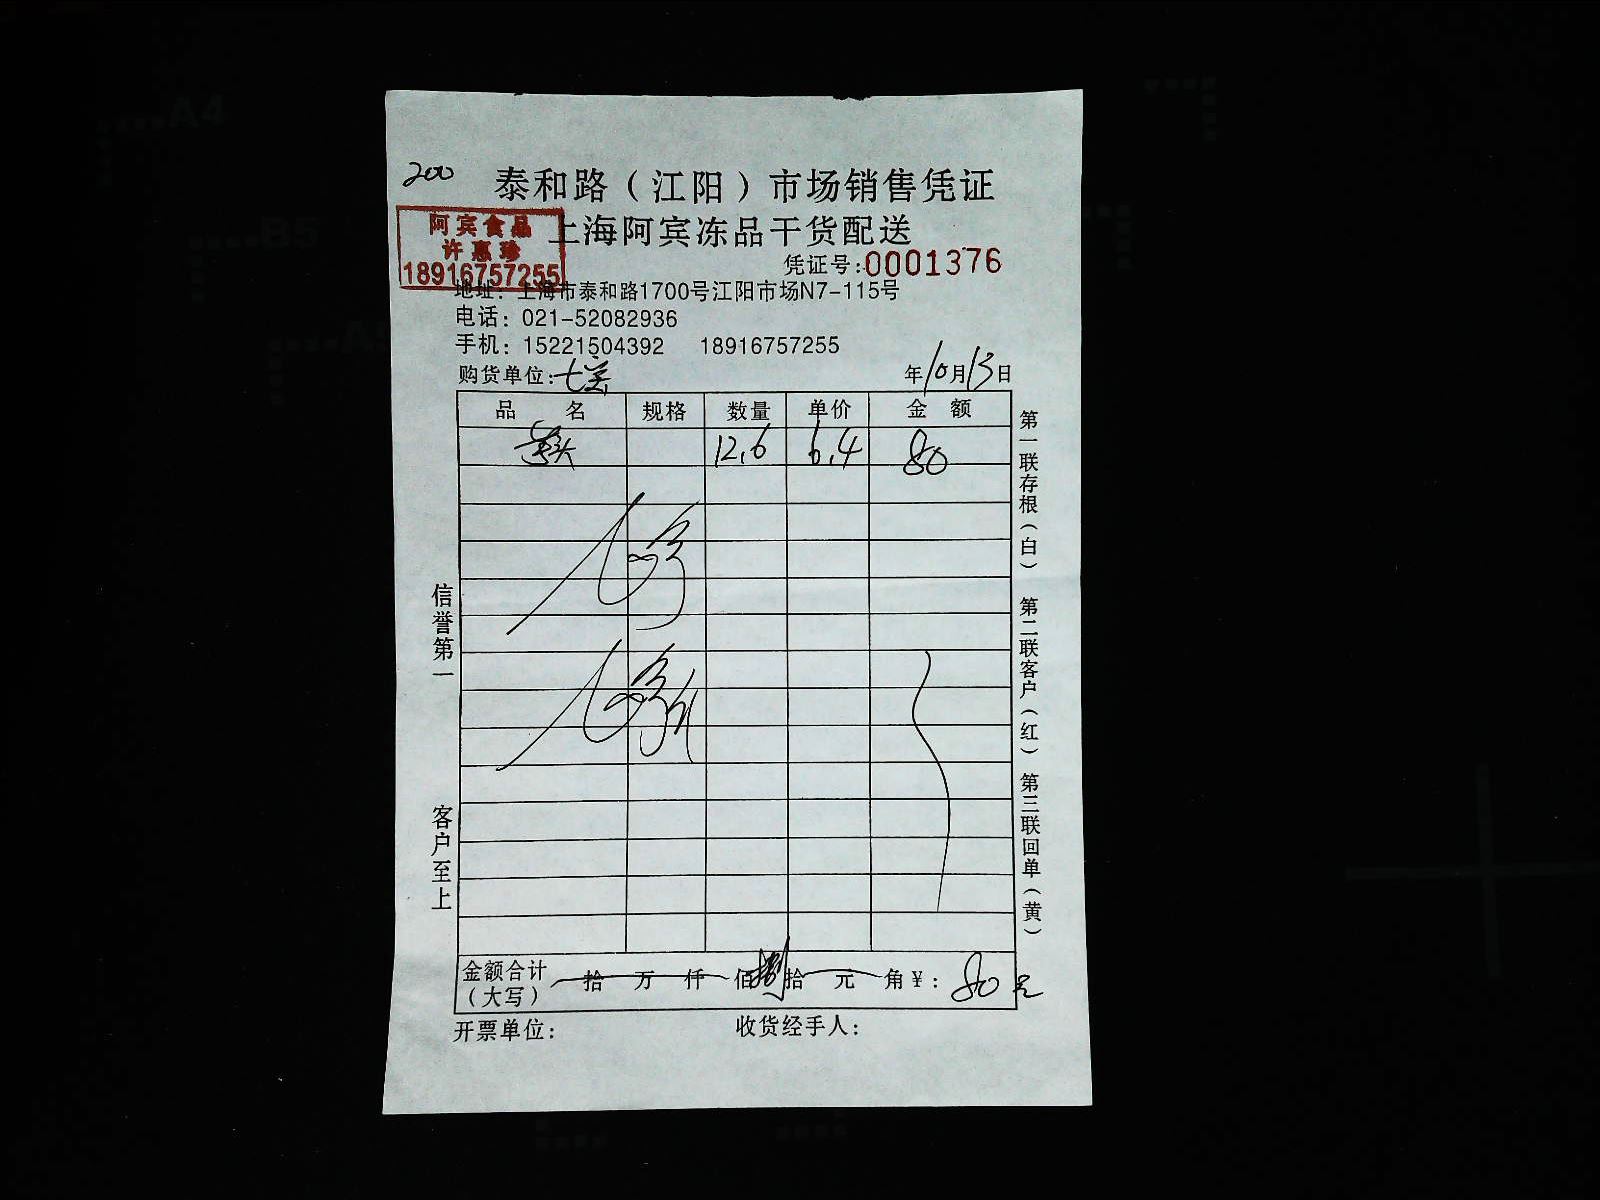 200
泰和路（江阳）市场销售凭证
阿宾食品
许惠珍
18916757255
上海阿宾冻品干货配送
凭证号:0001376
地址：上海市泰和路1700号江阳市场N7-115号
电话：021-52082936
手机：15221504392 18916757255
购货单位: 年10月13日
品名 规格 数量 单价 金额
12.6 6.4 80
第一联存根（白） 第二联客户（红） 第三联回单（黄）
信誉第一 客户至上
金额合计（大写） 拾 万 仟 佰 捌拾 元 角 ¥: 80元
开票单位: 收货经手人: